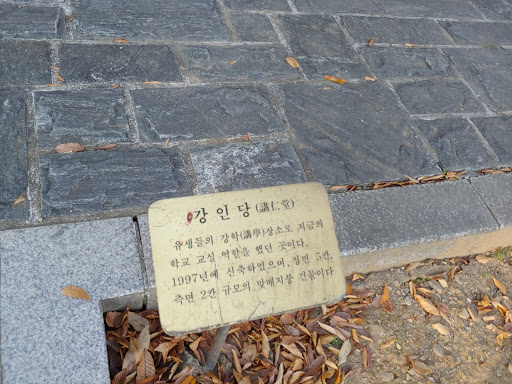 강인당(講仁堂)
유생들의 강학(講學)장소로 지금의
학교 교실 역할을 했던 곳이다.
1997년에 신축하였으며, 정면 5칸,
측면 2칸 규모의 맞배지붕 건물이다